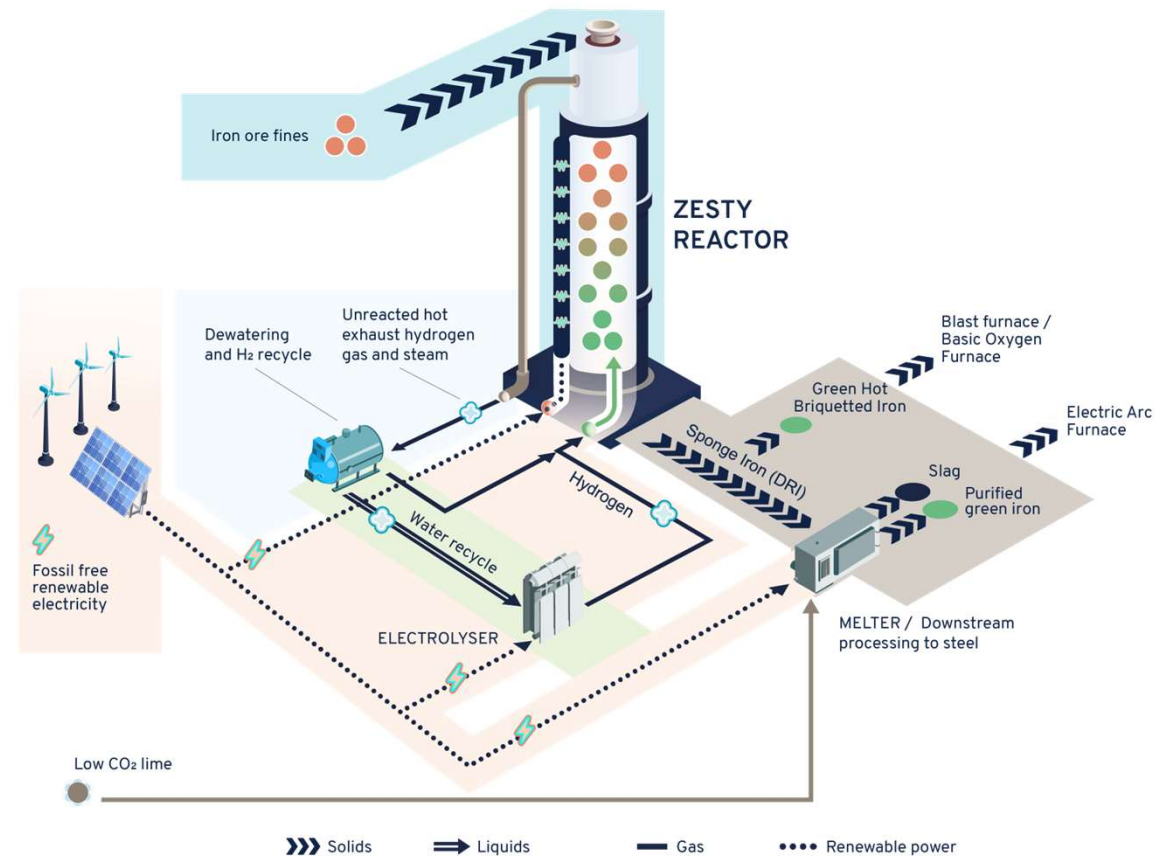 Iron ore fines
ZESTY
REACTOR
Dewatering
and H₂ recycle
Unreacted hot
exhaust hydrogen
gas and steam
Blast furnace /
Basic Oxygen
Furnace
Green Hot
Briquetted Iron
Electric Arc
Furnace
Sponge Iron (DRI)
Slag
Purified
green iron
Hydrogen
Water recycle
Fossil free
renewable
electricity
ELECTROLYSER
MELTER / Downstream
processing to steel
Low CO₂ lime
Solids
Liquids
Gas
Renewable power